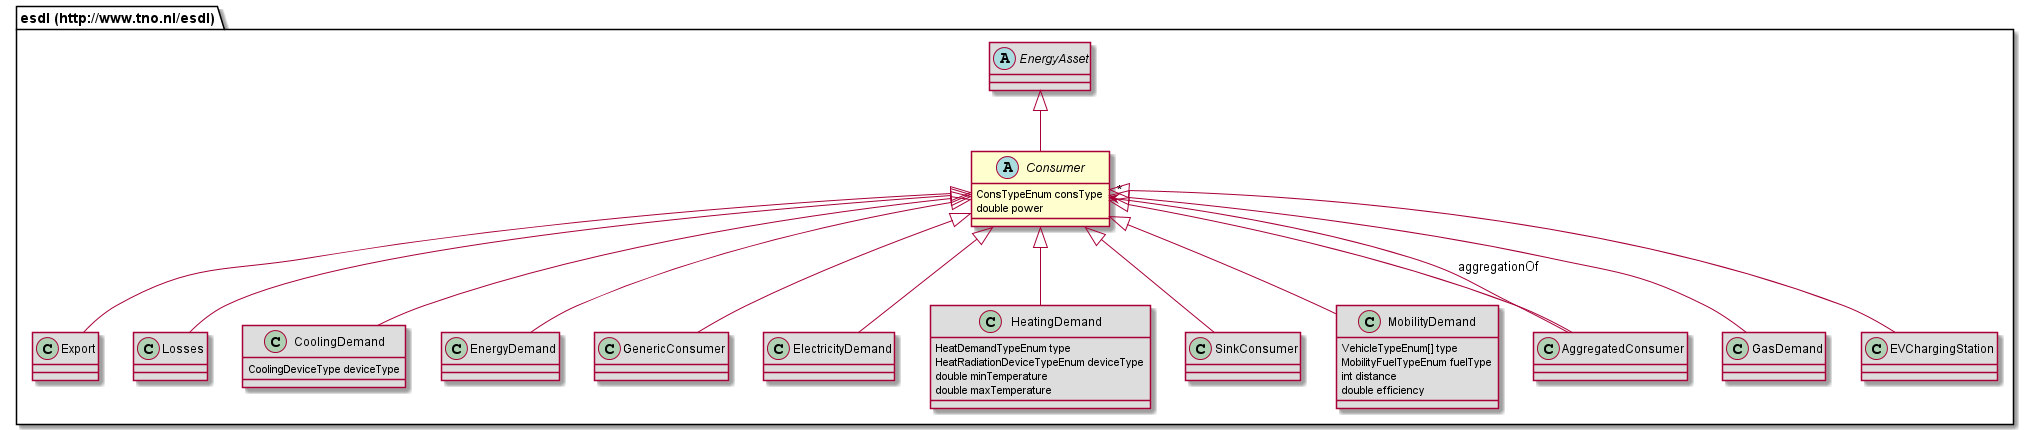 esdl (http://www.tno.nl/esdl)
A EnergyAsset
A Consumer
ConsTypeEnum consType
double power
*
aggregationOf
C Export
C Losses
C CoolingDemand
CoolingDeviceType deviceType
C EnergyDemand
C GenericConsumer
C ElectricityDemand
C HeatingDemand
HeatDemandTypeEnum type
HeatRadiationDeviceTypeEnum deviceType
double minTemperature
double maxTemperature
C SinkConsumer
C MobilityDemand
VehicleTypeEnum[] type
MobilityFuelTypeEnum fuelType
int distance
double efficiency
C AggregatedConsumer
C GasDemand
C EVChargingStation